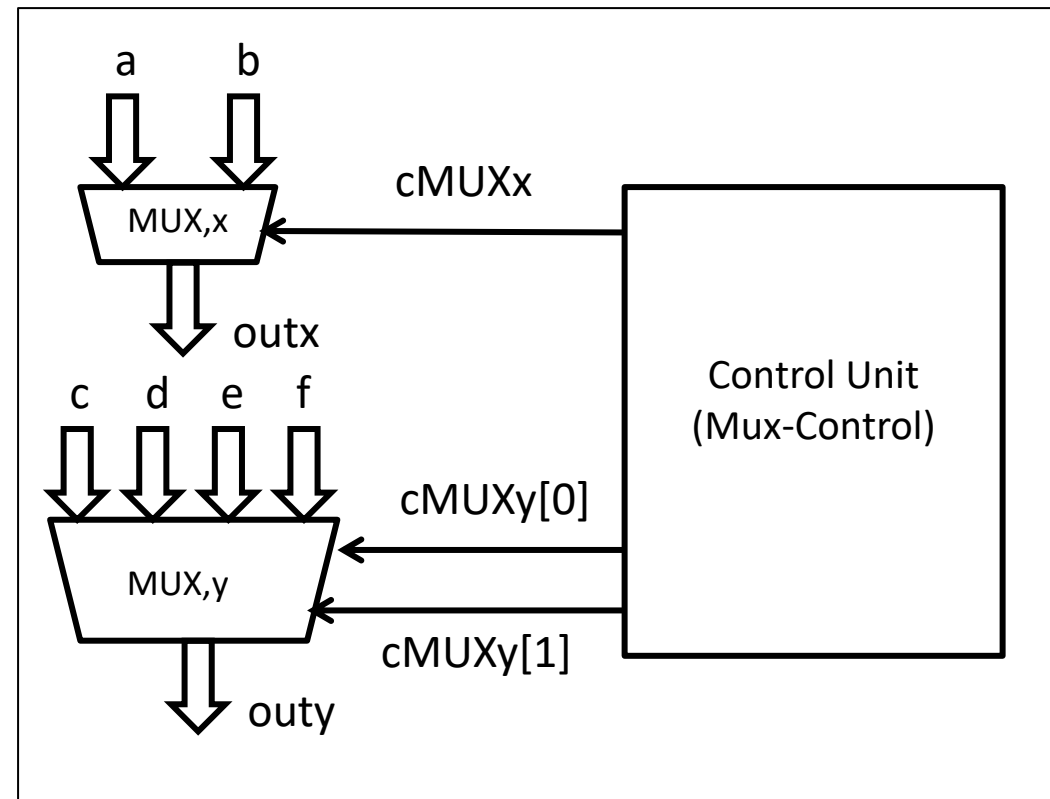 a b
cMUXx
MUX,x
outx
c d e f
Control Unit
(Mux-Control)
cMUXy[0]
MUX,y
cMUXy[1]
outy